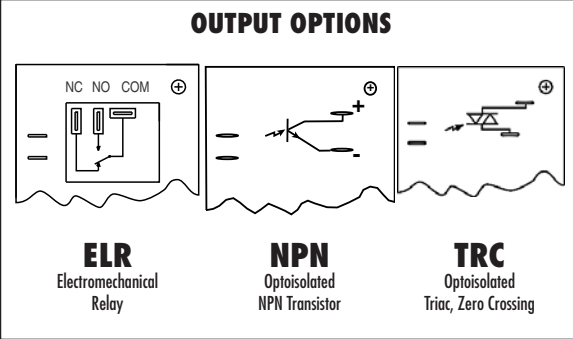 OUTPUT OPTIONS
NC NO COM
+
-
ELR
Electromechanical
Relay
NPN
Optoisolated
NPN Transistor
TRC
Optoisolated
Triac, Zero Crossing